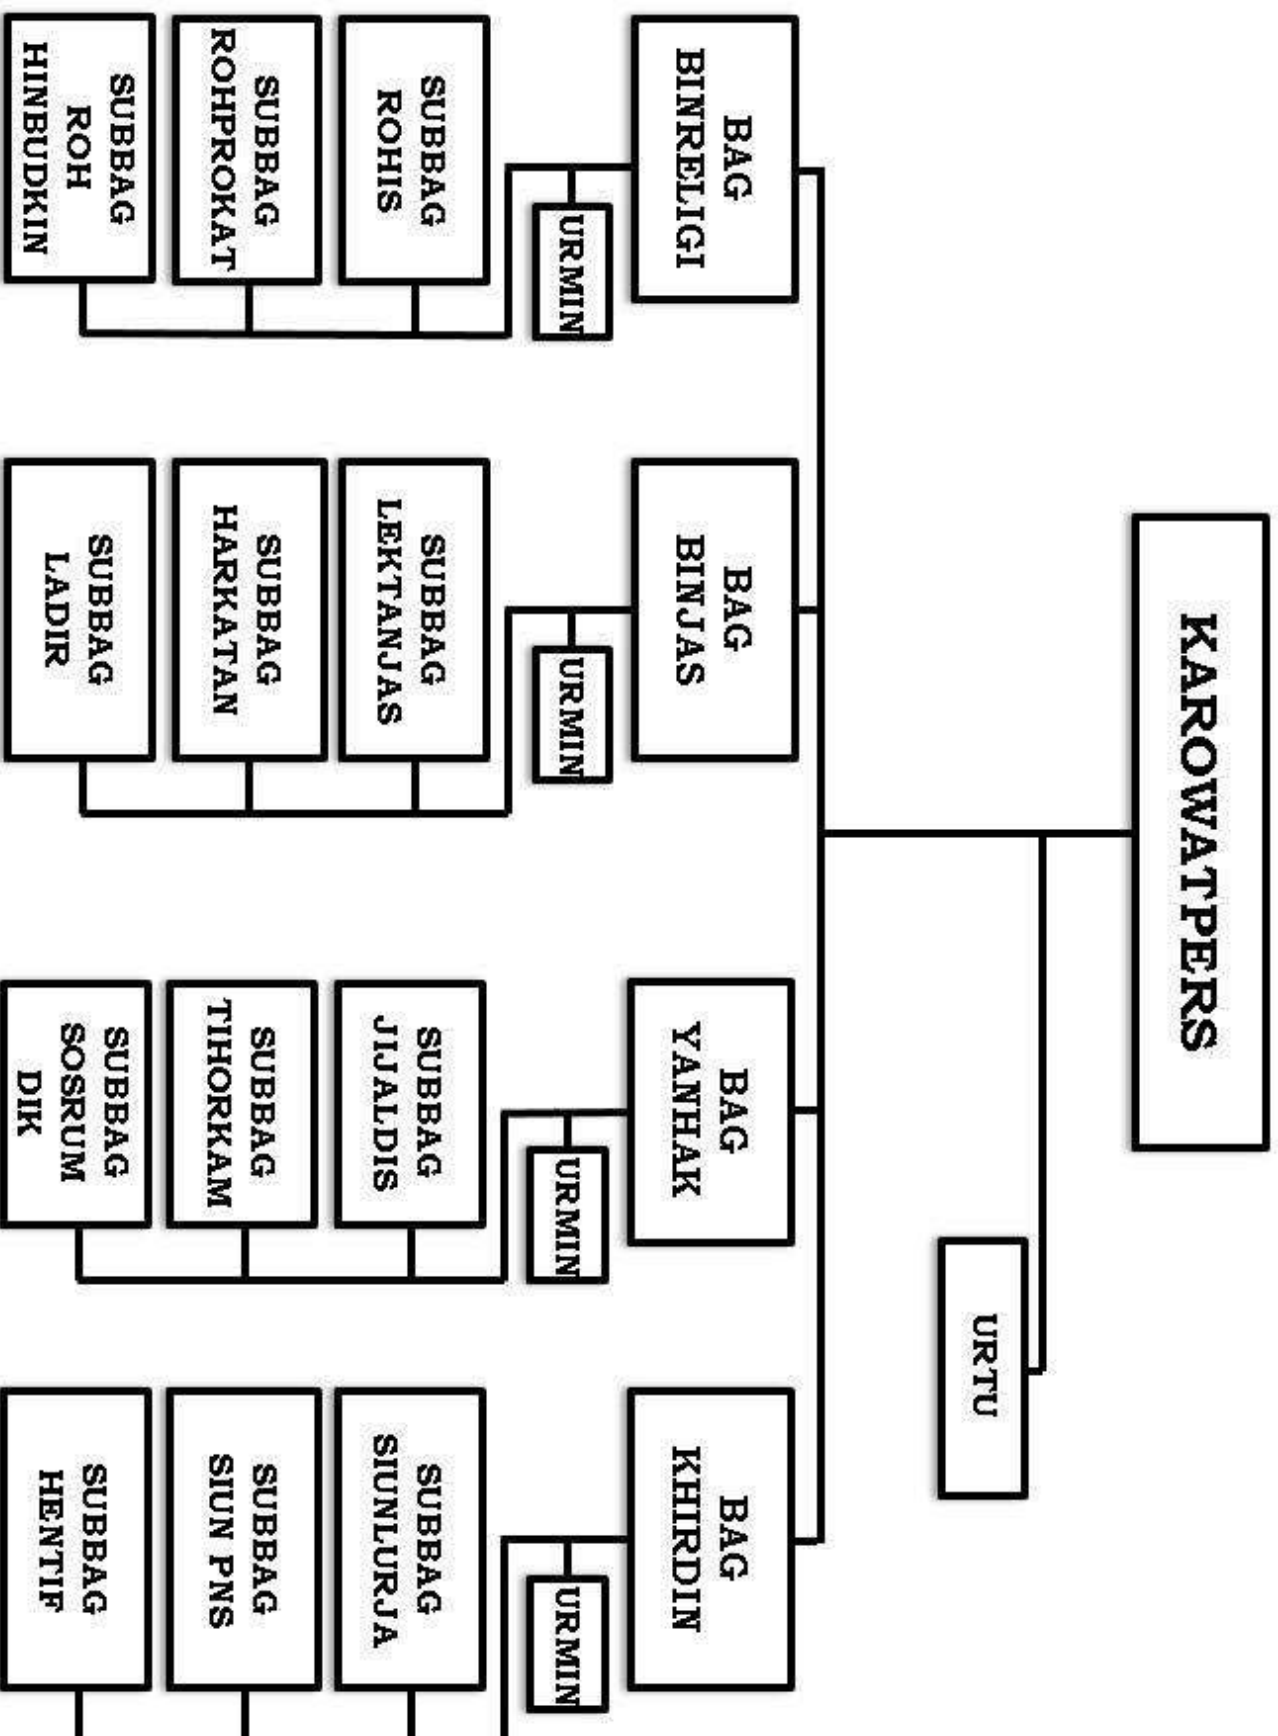 KAROWATPERS
URTU
BAG
BINRELIGI
BAG
BINJAS
BAG
YANHAK
BAG
KHIRDIN
URMIN
URMIN
URMIN
URMIN
SUBBAG
ROHIS
SUBBAG
LEKTANJAS
SUBBAG
JIJALDIS
SUBBAG
SIUNLURJA
SUBBAG
ROHPROKAT
SUBBAG
HARKATAN
SUBBAG
TIHORKAM
SUBBAG
SIUN PNS
SUBBAG
ROH
HINBUDKIN
SUBBAG
LADIR
SUBBAG
SOSRUM
DIK
SUBBAG
HENTIF